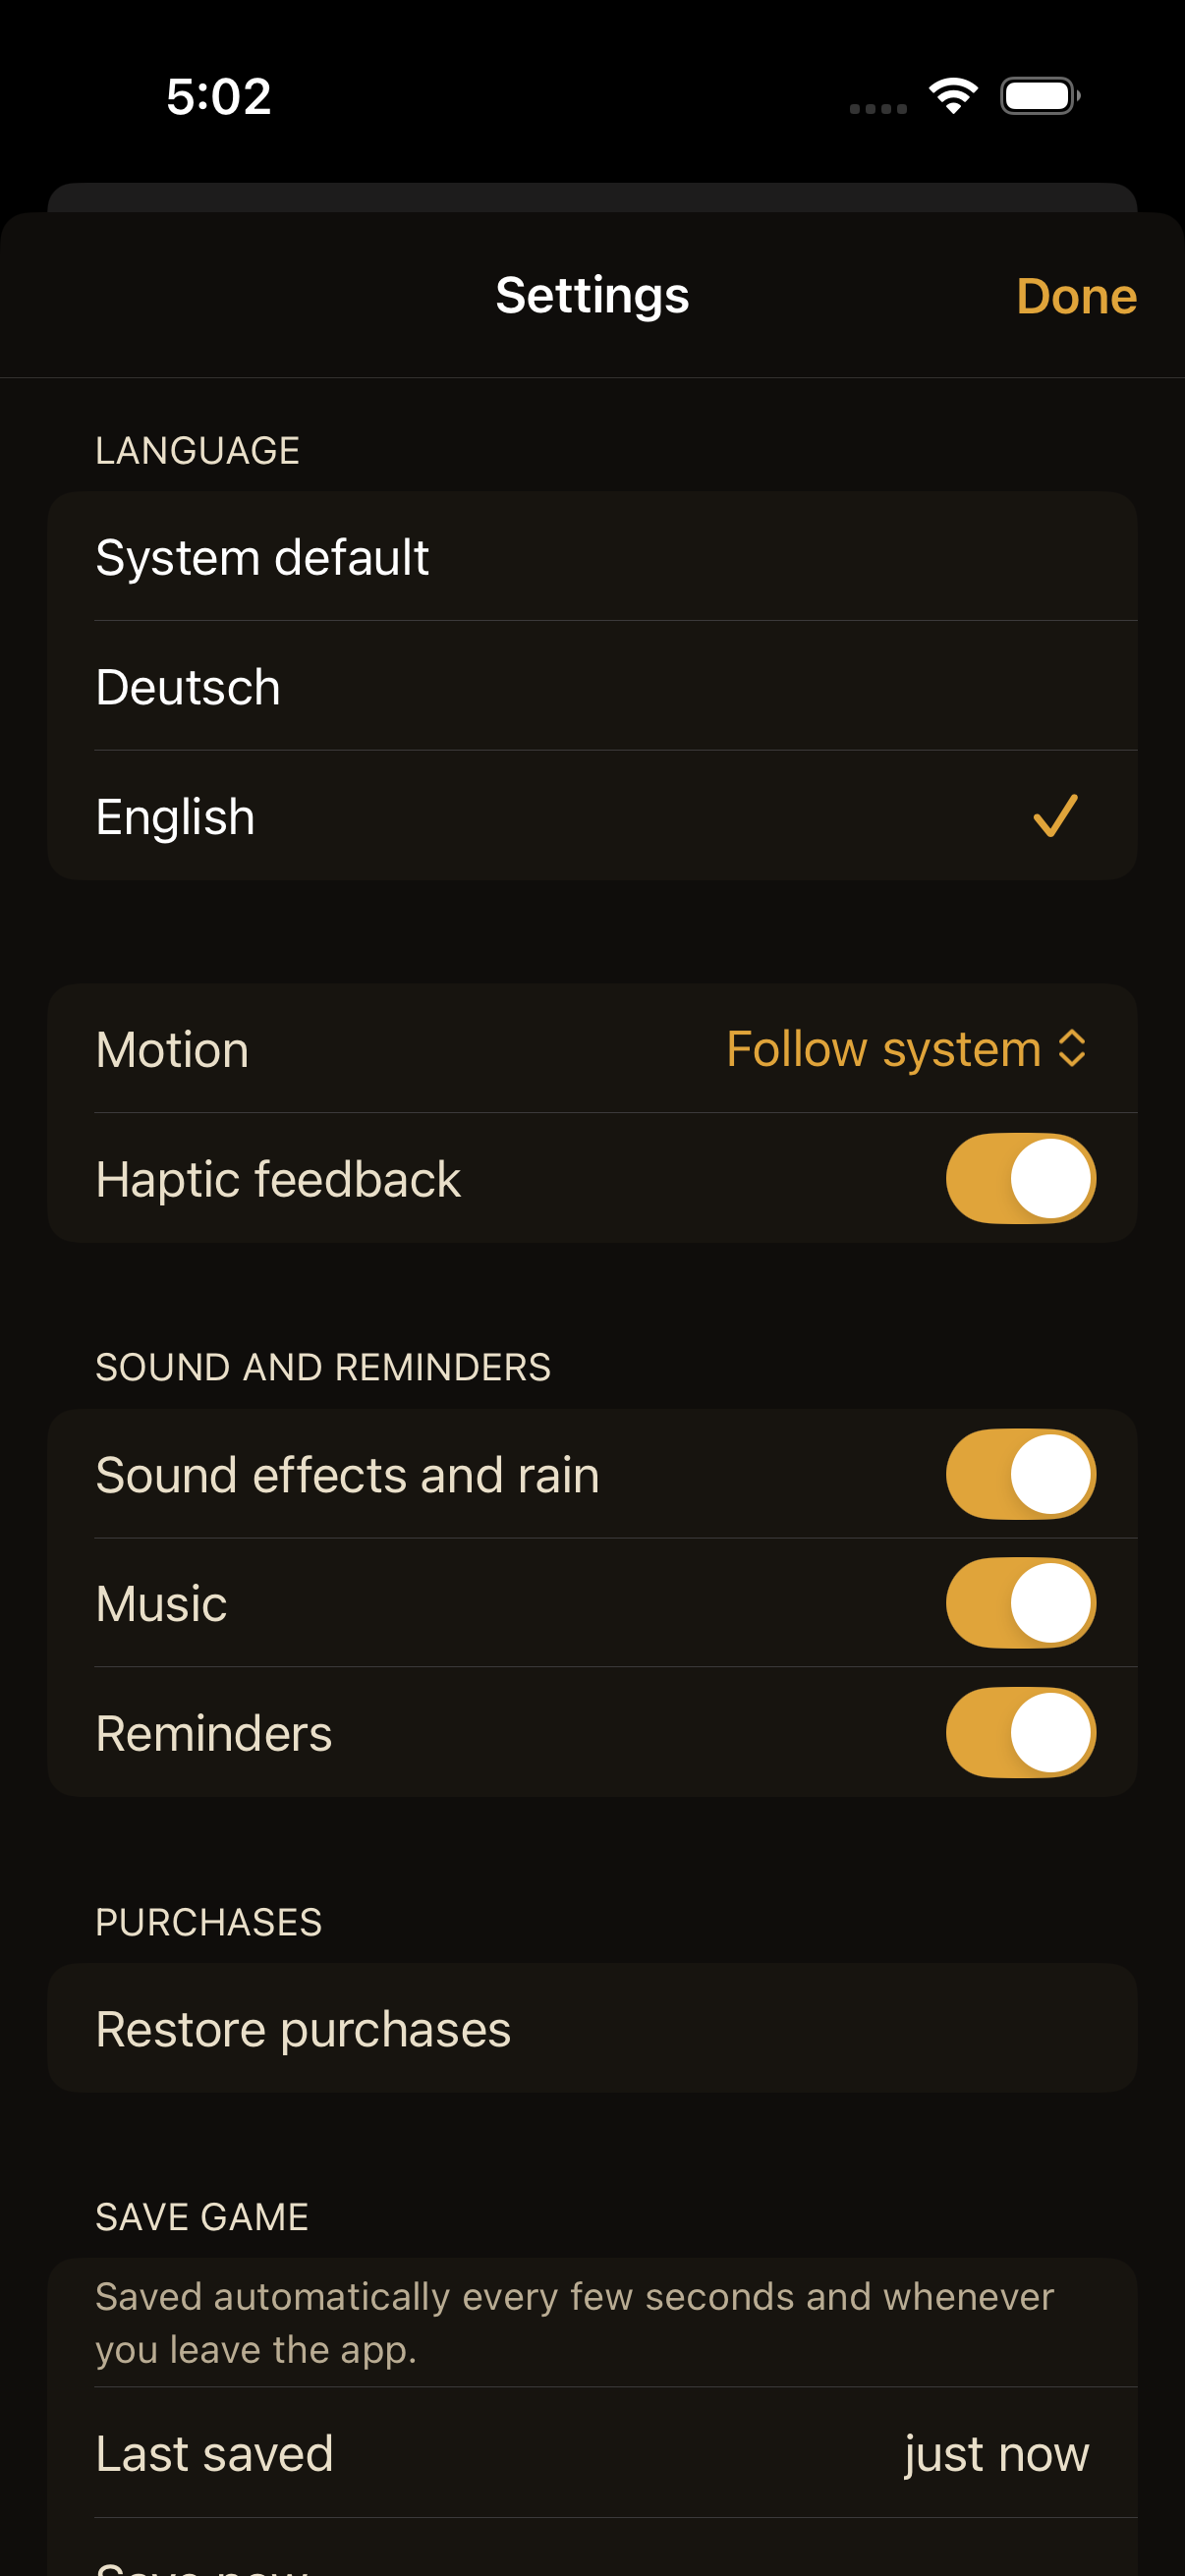 5:02
Settings
Done
LANGUAGE
System default
Deutsch
English
Motion
Follow system
Haptic feedback
SOUND AND REMINDERS
Sound effects and rain
Music
Reminders
PURCHASES
Restore purchases
SAVE GAME
Saved automatically every few seconds and whenever
you leave the app.
Last saved
just now
Save now